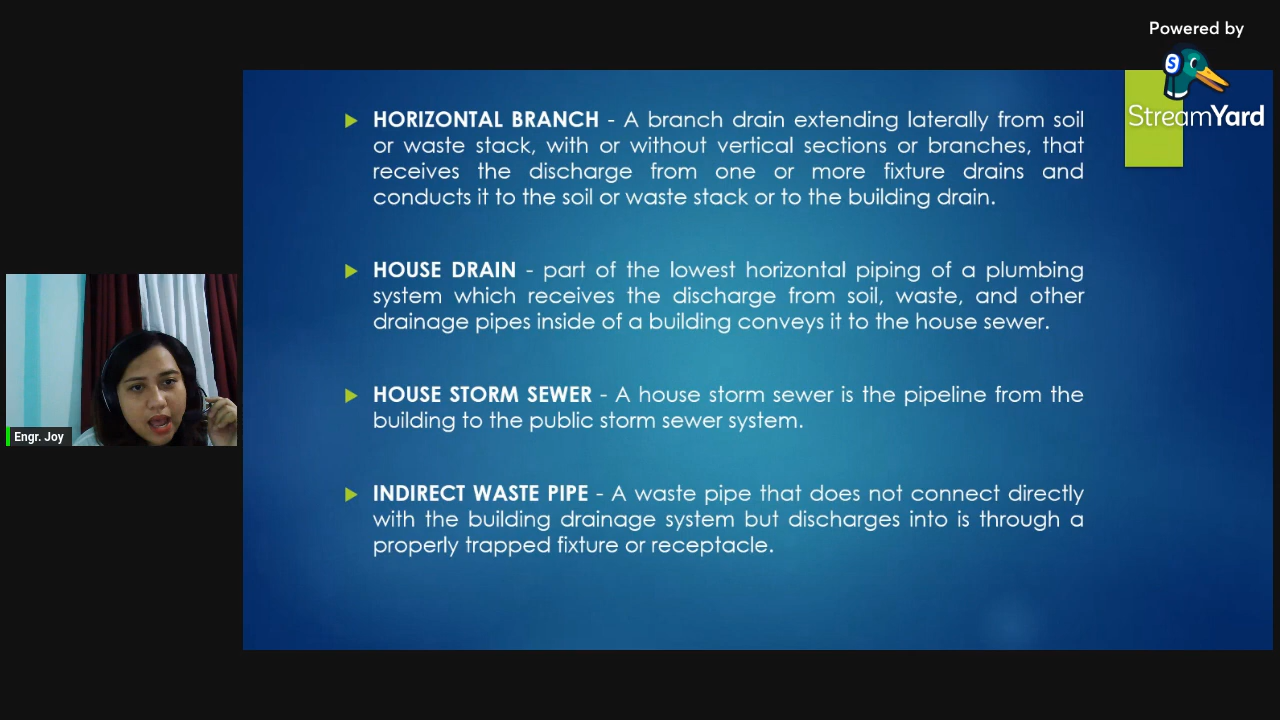 Powered by
StreamYard
HORIZONTAL BRANCH - A branch drain extending laterally from soil
or waste stack, with or without vertical sections or branches, that
receives the discharge from one or more fixture drains and
conducts it to the soil or waste stack or to the building drain.
HOUSE DRAIN - part of the lowest horizontal piping of a plumbing
system which receives the discharge from soil, waste, and other
drainage pipes inside of a building conveys it to the house sewer.
HOUSE STORM SEWER - A house storm sewer is the pipeline from the
building to the public storm sewer system.
INDIRECT WASTE PIPE - A waste pipe that does not connect directly
with the building drainage system but discharges into is through a
properly trapped fixture or receptacle.
Engr. Joy